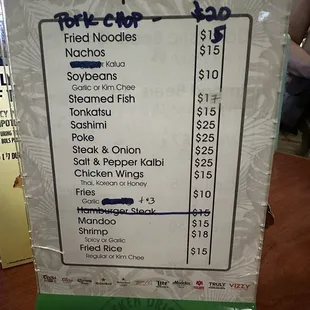 PORK CHOP - $20
Fried Noodles $15
Nachos $15
Kalua
Soybeans $10
Garlic or Kim Chee
Steamed Fish $17
Tonkatsu $15
Sashimi $25
Poke $25
Steak & Onion $25
Salt & Pepper Kalbi $25
Chicken Wings $15
Thai, Korean or Honey
Fries $10
Garlic +3
Hamburger Steak $15
Mandoo $15
Shrimp $18
Spicy or Garlic
Fried Rice $15
Regular or Kim Chee
TRULY VIZZY